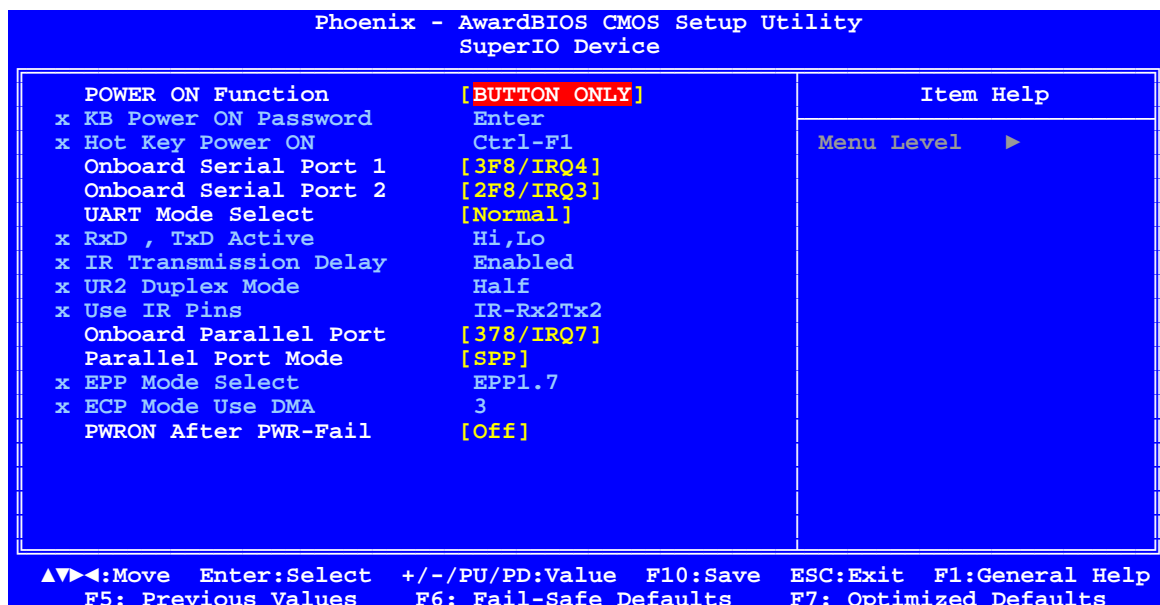 Phoenix - AwardBIOS CMOS Setup Utility
SuperIO Device
POWER ON Function [BUTTON ONLY] Item Help
x KB Power ON Password Enter
x Hot Key Power ON Ctrl-F1 Menu Level ►
Onboard Serial Port 1 [3F8/IRQ4]
Onboard Serial Port 2 [2F8/IRQ3]
UART Mode Select [Normal]
x RxD , TxD Active Hi,Lo
x IR Transmission Delay Enabled
x UR2 Duplex Mode Half
x Use IR Pins IR-Rx2Tx2
Onboard Parallel Port [378/IRQ7]
Parallel Port Mode [SPP]
x EPP Mode Select EPP1.7
x ECP Mode Use DMA 3
PWRON After PWR-Fail [Off]
▲▼►◄:Move Enter:Select +/-/PU/PD:Value F10:Save ESC:Exit F1:General Help
F5: Previous Values F6: Fail-Safe Defaults F7: Optimized Defaults